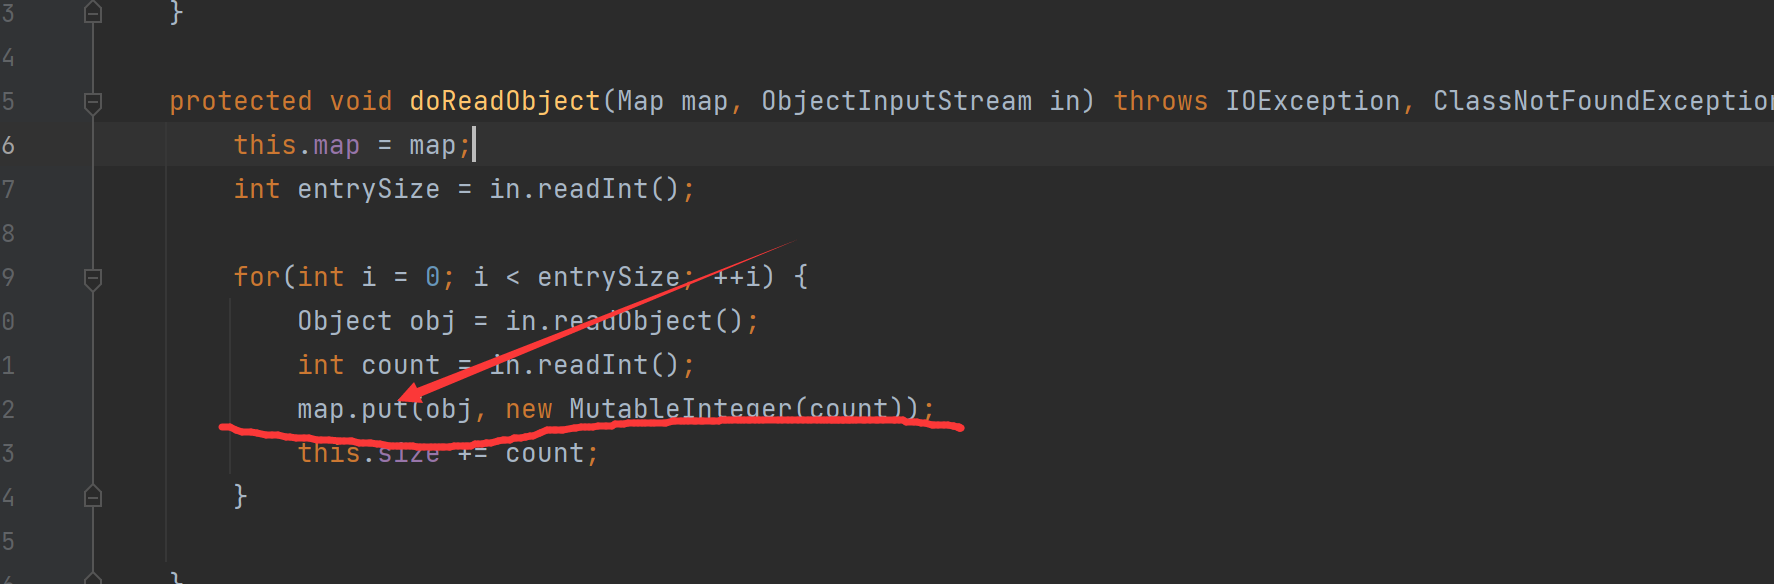 3 }
4
5 protected void doReadObject(Map map, ObjectInputStream in) throws IOException, ClassNotFoundException
6 this.map = map;
7 int entrySize = in.readInt();
8
9 for(int i = 0; i < entrySize; ++i) {
0 Object obj = in.readObject();
1 int count = in.readInt();
2 map.put(obj, new MutableInteger(count));
3 this.size += count;
4 }
5
}